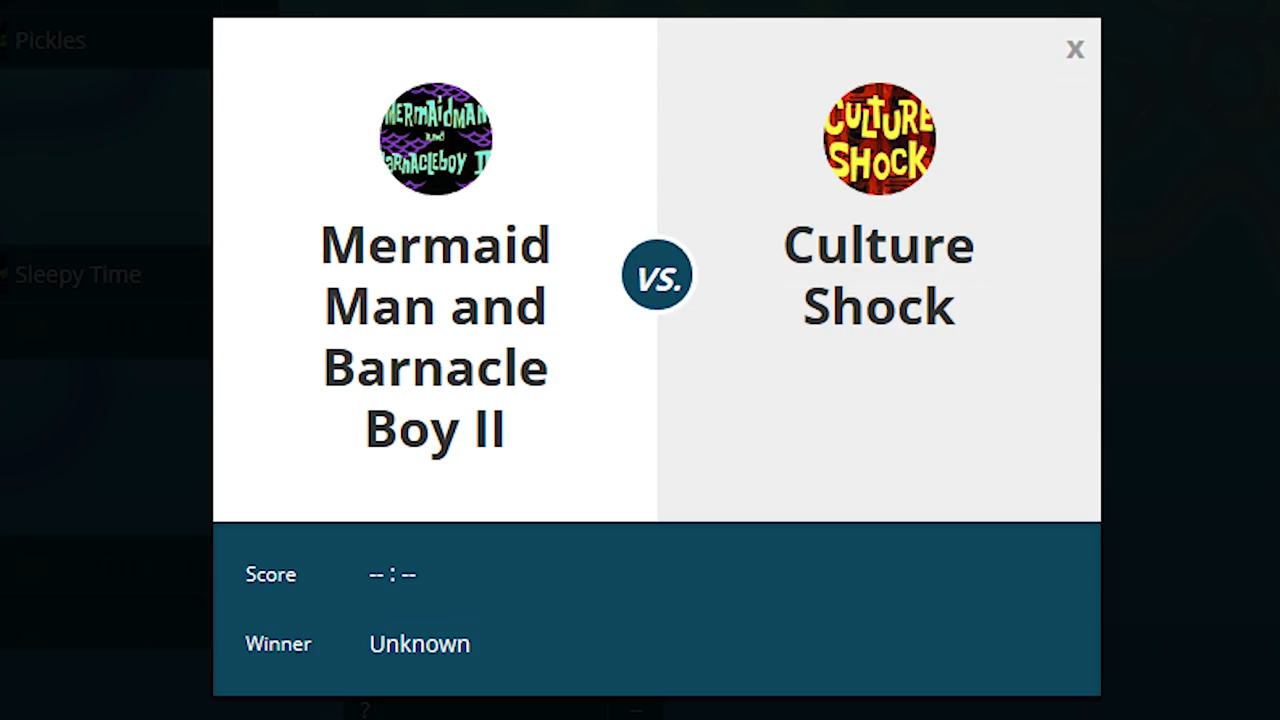 Pickles
Sleepy Time
x
MERMAIDMAN
and
BARNACLEBOY II
CULTURE
SHOCK
Mermaid
Man and
Barnacle
Boy II
vs.
Culture
Shock
Score -- : --
Winner Unknown
? --